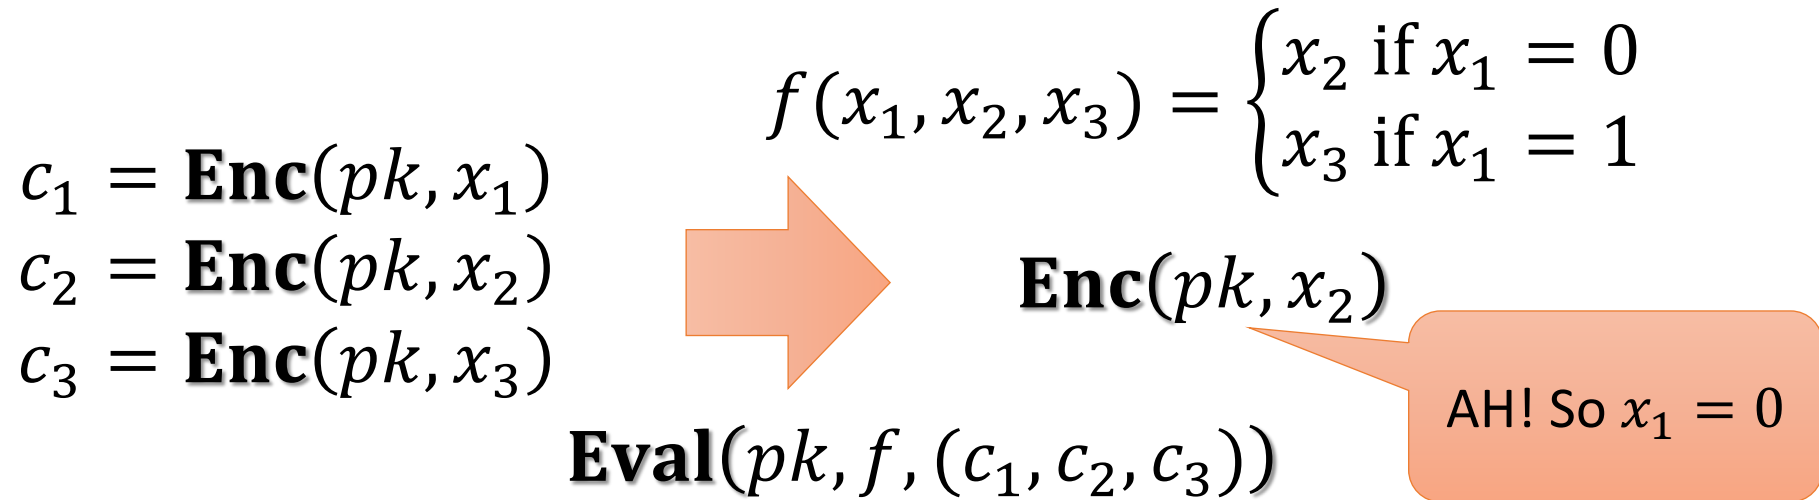 f(x₁, x₂, x₃) = { x₂ if x₁ = 0
x₃ if x₁ = 1
c₁ = Enc(pk, x₁)
c₂ = Enc(pk, x₂)
c₃ = Enc(pk, x₃)
Enc(pk, x₂)
AH! So x₁ = 0
Eval(pk, f, (c₁, c₂, c₃))